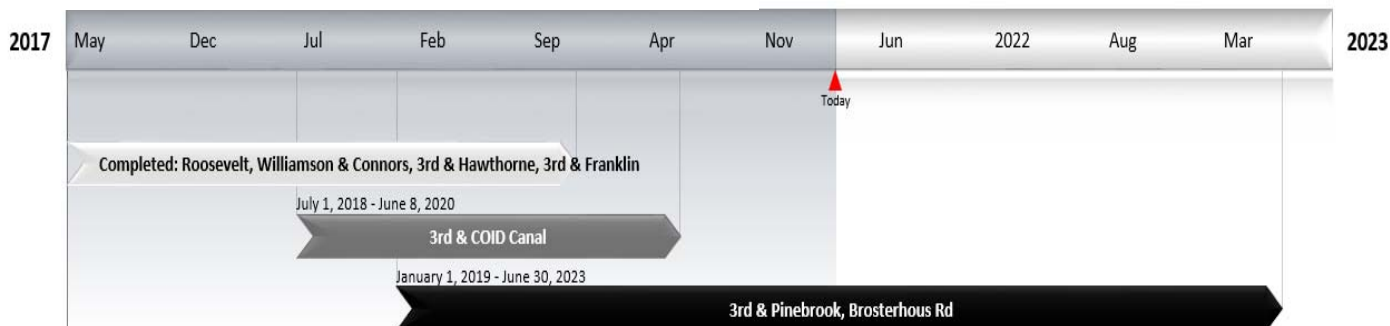 2017 May Dec Jul Feb Sep Apr Nov Jun 2022 Aug Mar 2023
Today
Completed: Roosevelt, Williamson & Connors, 3rd & Hawthorne, 3rd & Franklin
July 1, 2018 - June 8, 2020
3rd & COID Canal
January 1, 2019 - June 30, 2023
3rd & Pinebrook, Brosterhous Rd